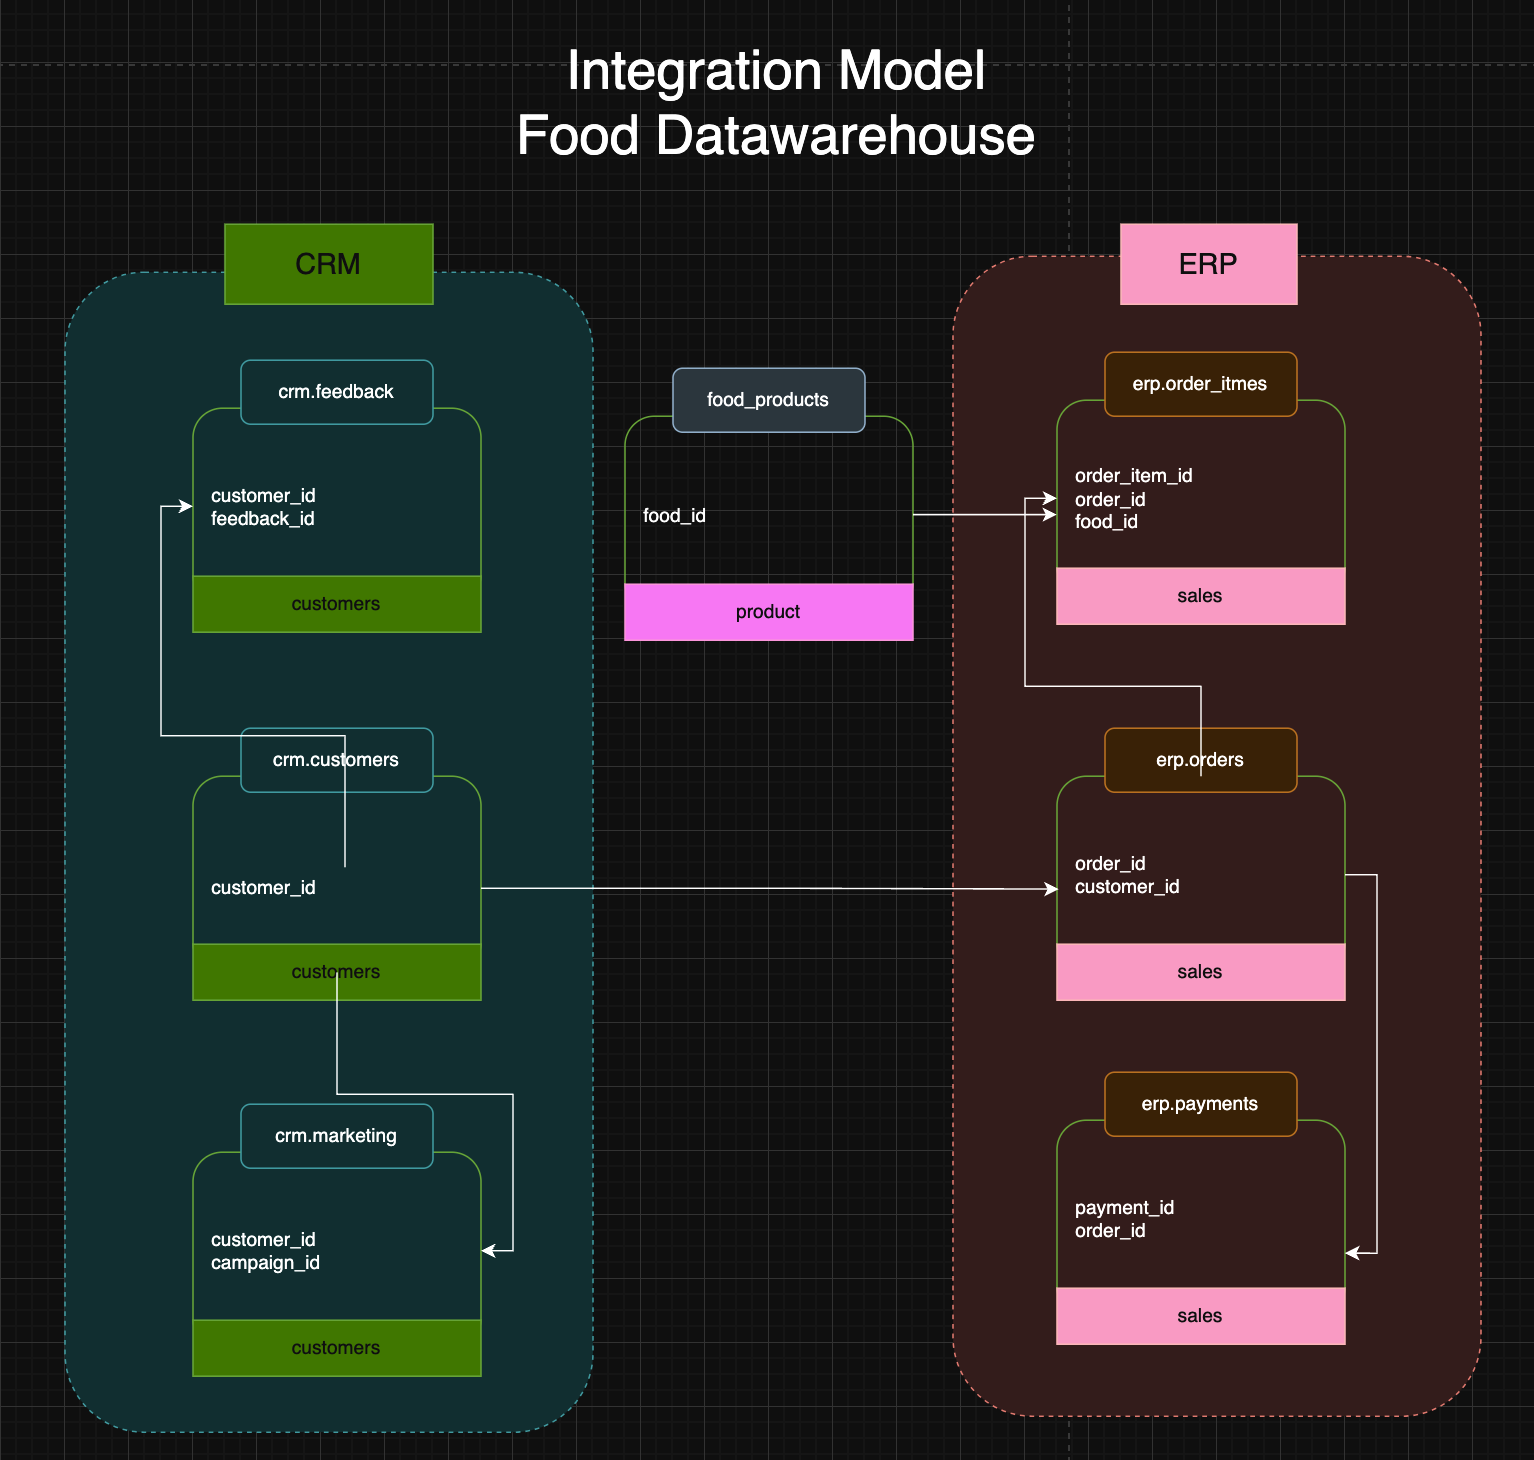 Integration Model
Food Datawarehouse
CRM
ERP
crm.feedback
customer_id
feedback_id
customers
food_products
food_id
product
erp.order_itmes
order_item_id
order_id
food_id
sales
crm.customers
customer_id
customers
erp.orders
order_id
customer_id
sales
crm.marketing
customer_id
campaign_id
customers
erp.payments
payment_id
order_id
sales